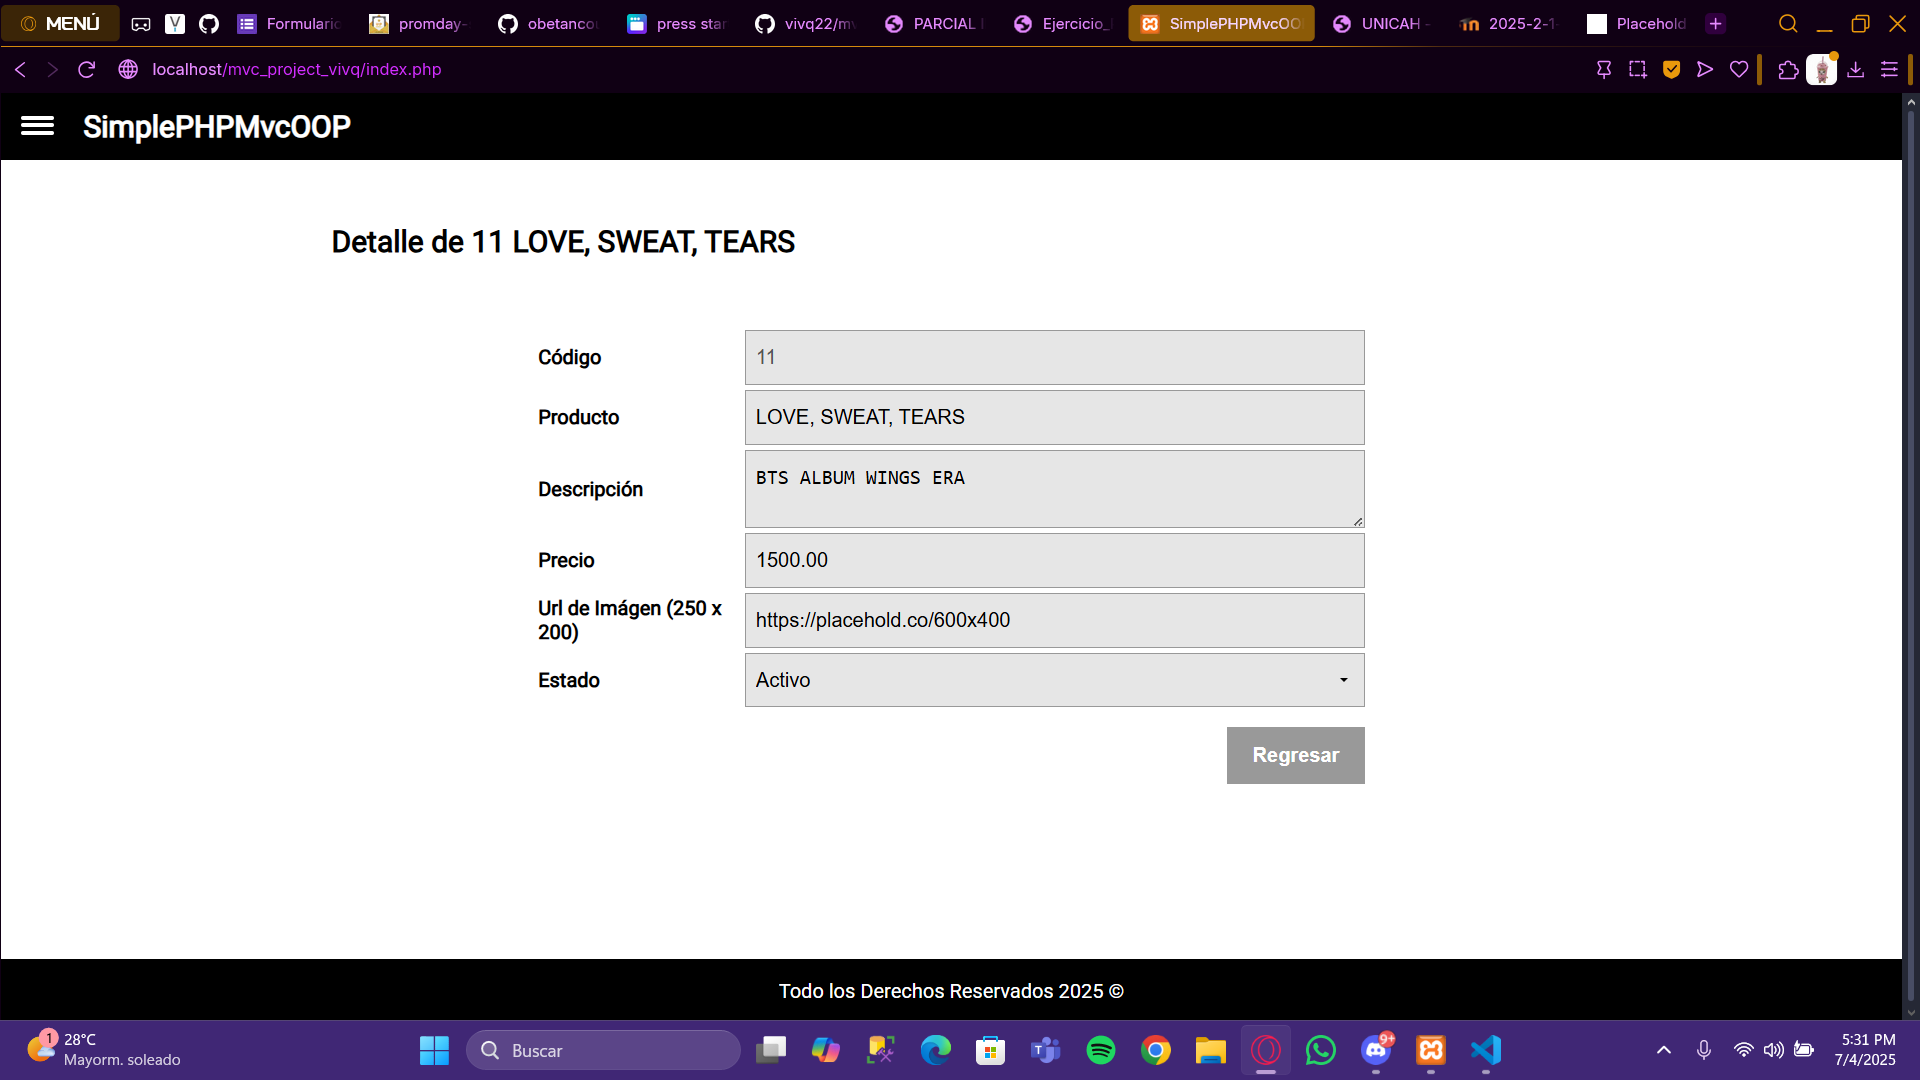 MENÚ
Formulari
promday-
obetanco
press star
vivq22/m
PARCIAL
Ejercicio_
SimplePHPMvcOO
UNICAH -
2025-2-1-
Placehold
localhost/mvc_project_vivq/index.php
SimplePHPMvcOOP
Detalle de 11 LOVE, SWEAT, TEARS
Código
11
Producto
LOVE, SWEAT, TEARS
Descripción
BTS ALBUM WINGS ERA
Precio
1500.00
Url de Imágen (250 x
200)
https://placehold.co/600x400
Estado
Activo
Regresar
Todo los Derechos Reservados 2025 ©
1
28°C
Mayorm. soleado
Buscar
9+
5:31 PM
7/4/2025